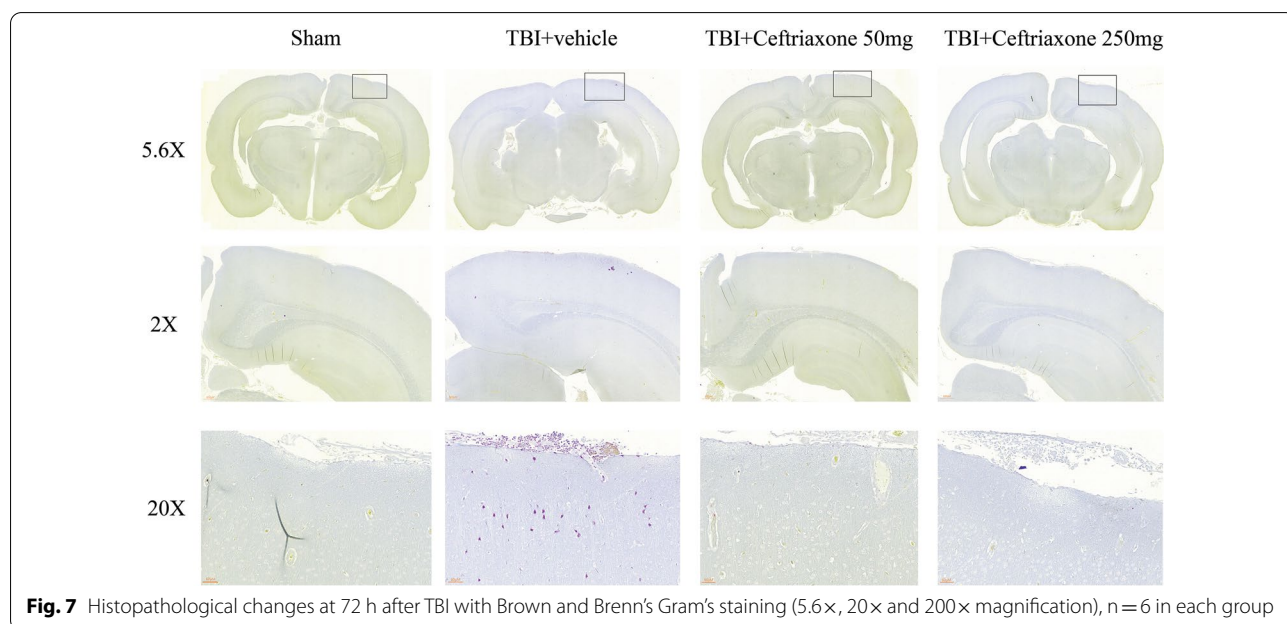 Sham TBI+vehicle TBI+Ceftriaxone 50mg TBI+Ceftriaxone 250mg
5.6X
2X
20X
Fig. 7 Histopathological changes at 72 h after TBI with Brown and Brenn’s Gram’s staining (5.6×, 20× and 200× magnification), n = 6 in each group